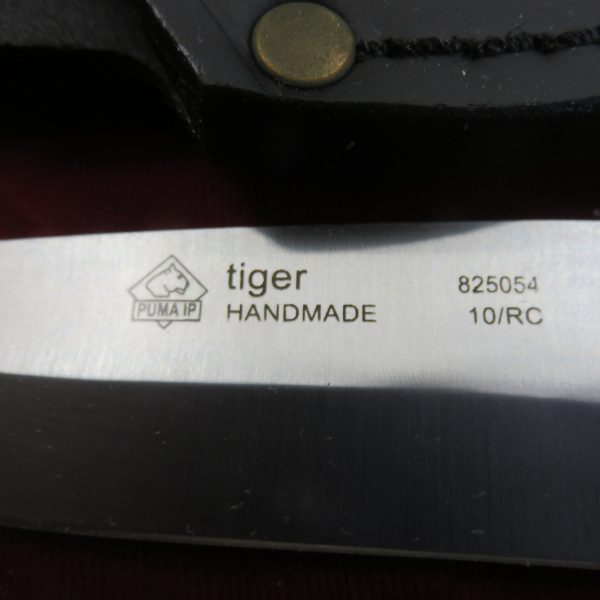 PUMA IP
tiger
HANDMADE
825054
10/RC